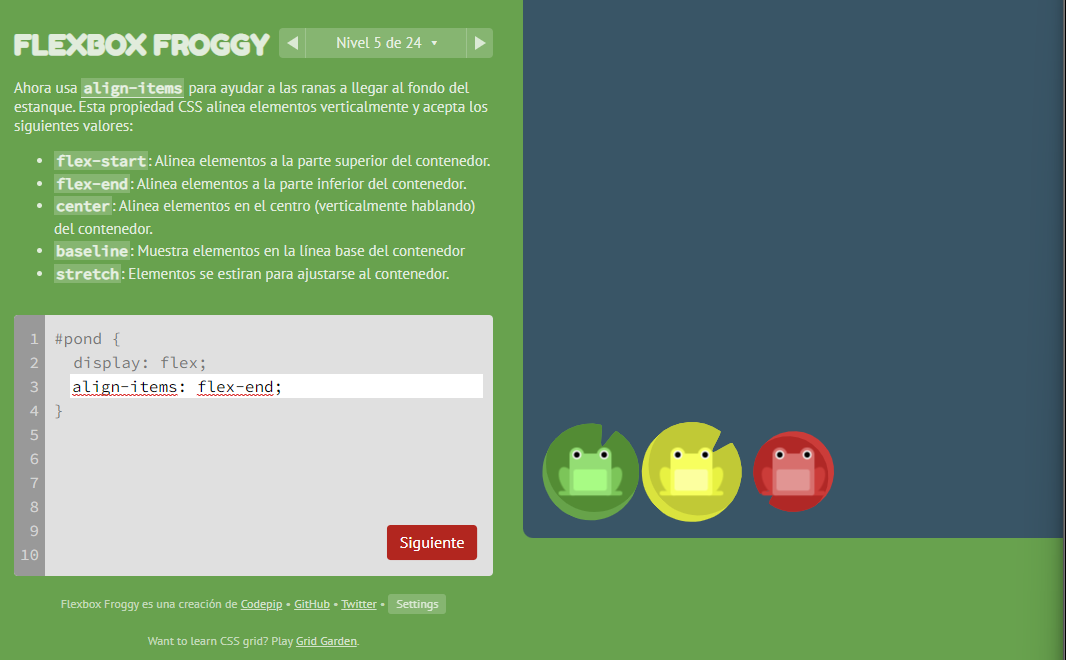 FLEXBOX FROGGY
Nivel 5 de 24
Ahora usa align-items para ayudar a las ranas a llegar al fondo del
estanque. Esta propiedad CSS alinea elementos verticalmente y acepta los
siguientes valores:
• flex-start: Alinea elementos a la parte superior del contenedor.
• flex-end: Alinea elementos a la parte inferior del contenedor.
• center: Alinea elementos en el centro (verticalmente hablando)
del contenedor.
• baseline: Muestra elementos en la línea base del contenedor
• stretch: Elementos se estiran para ajustarse al contenedor.
1 #pond {
2 display: flex;
3 align-items: flex-end;
4 }
5
6
7
8
9
10
Siguiente
Flexbox Froggy es una creación de Codepip • GitHub • Twitter • Settings
Want to learn CSS grid? Play Grid Garden.